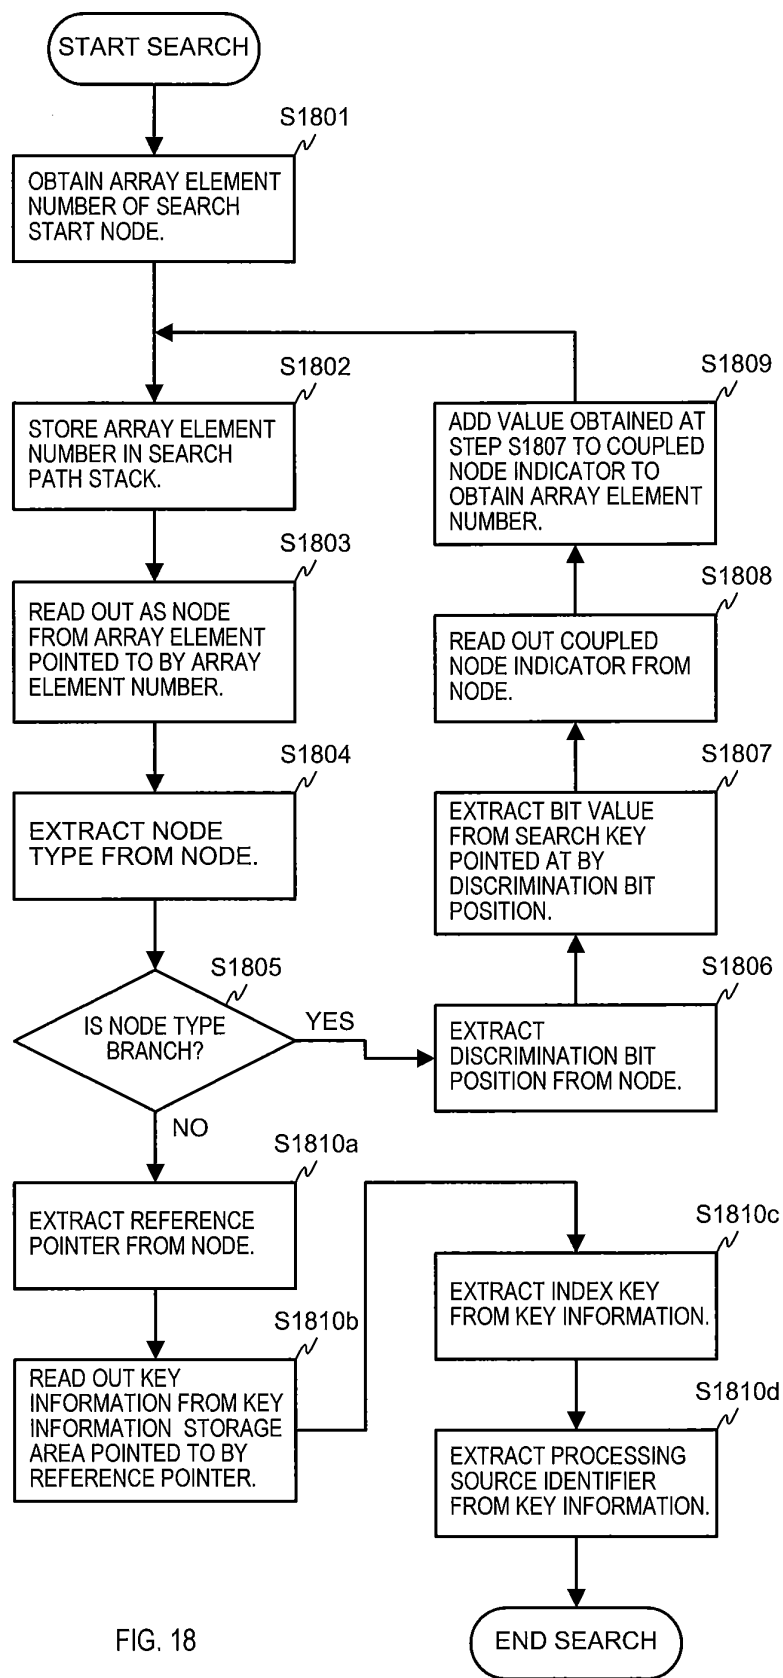 START SEARCH
S1801
OBTAIN ARRAY ELEMENT
NUMBER OF SEARCH
START NODE.
S1802
STORE ARRAY ELEMENT
NUMBER IN SEARCH
PATH STACK.
S1803
READ OUT AS NODE
FROM ARRAY ELEMENT
POINTED TO BY ARRAY
ELEMENT NUMBER.
S1804
EXTRACT NODE
TYPE FROM NODE.
S1805
IS NODE TYPE
BRANCH?
YES
NO
S1806
EXTRACT
DISCRIMINATION BIT
POSITION FROM NODE.
S1807
EXTRACT BIT VALUE
FROM SEARCH KEY
POINTED AT BY
DISCRIMINATION BIT
POSITION.
S1808
READ OUT COUPLED
NODE INDICATOR FROM
NODE.
S1809
ADD VALUE OBTAINED AT
STEP S1807 TO COUPLED
NODE INDICATOR TO
OBTAIN ARRAY ELEMENT
NUMBER.
S1810a
EXTRACT REFERENCE
POINTER FROM NODE.
S1810b
READ OUT KEY
INFORMATION FROM KEY
INFORMATION STORAGE
AREA POINTED TO BY
REFERENCE POINTER.
S1810c
EXTRACT INDEX KEY
FROM KEY INFORMATION.
S1810d
EXTRACT PROCESSING
SOURCE IDENTIFIER
FROM KEY INFORMATION.
END SEARCH
FIG. 18